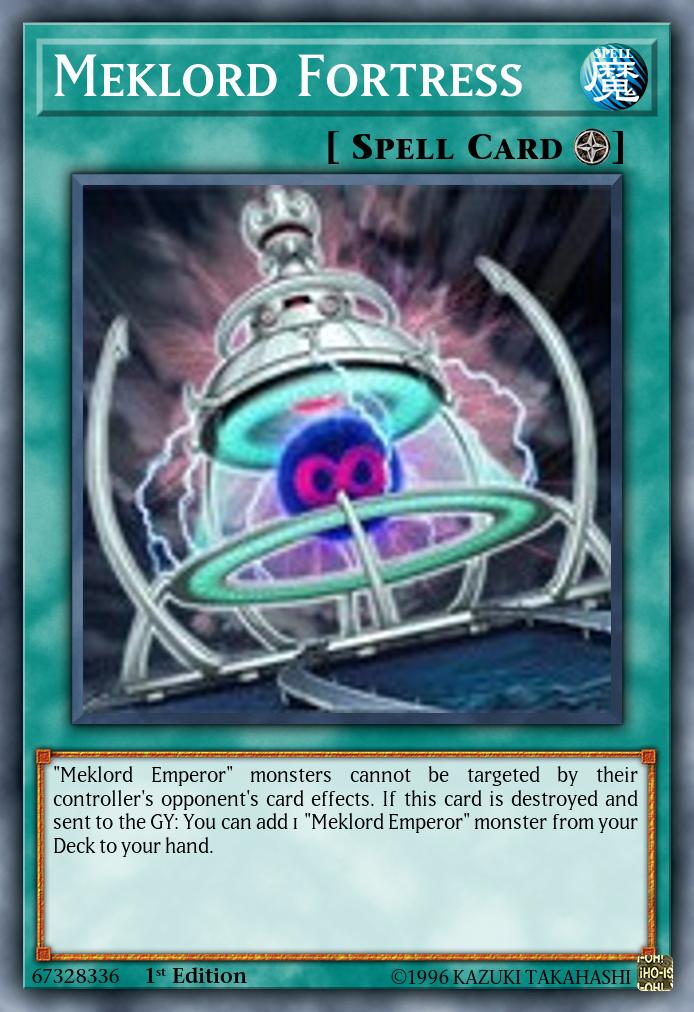 MEKLORD FORTRESS
SPELL
魔
[ SPELL CARD ]
"Meklord Emperor" monsters cannot be targeted by their
controller's opponent's card effects. If this card is destroyed and
sent to the GY: You can add 1 "Meklord Emperor" monster from your
Deck to your hand.
67328336 1st Edition ©1996 KAZUKI TAKAHASHI